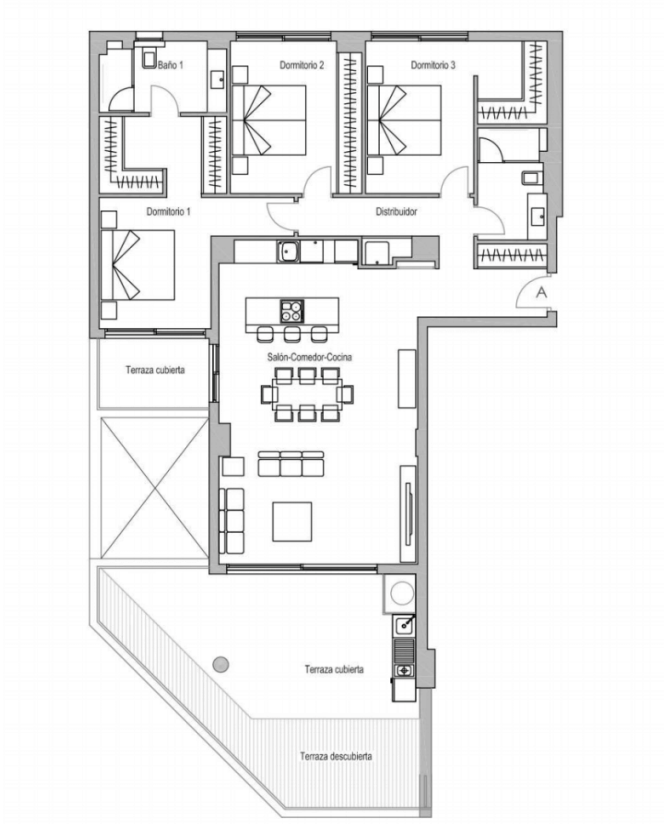 Baño 1
Dormitorio 2
Dormitorio 3
Dormitorio 1
Distribuidor
A
Salón-Comedor-Cocina
Terraza cubierta
Terraza cubierta
Terraza descubierta